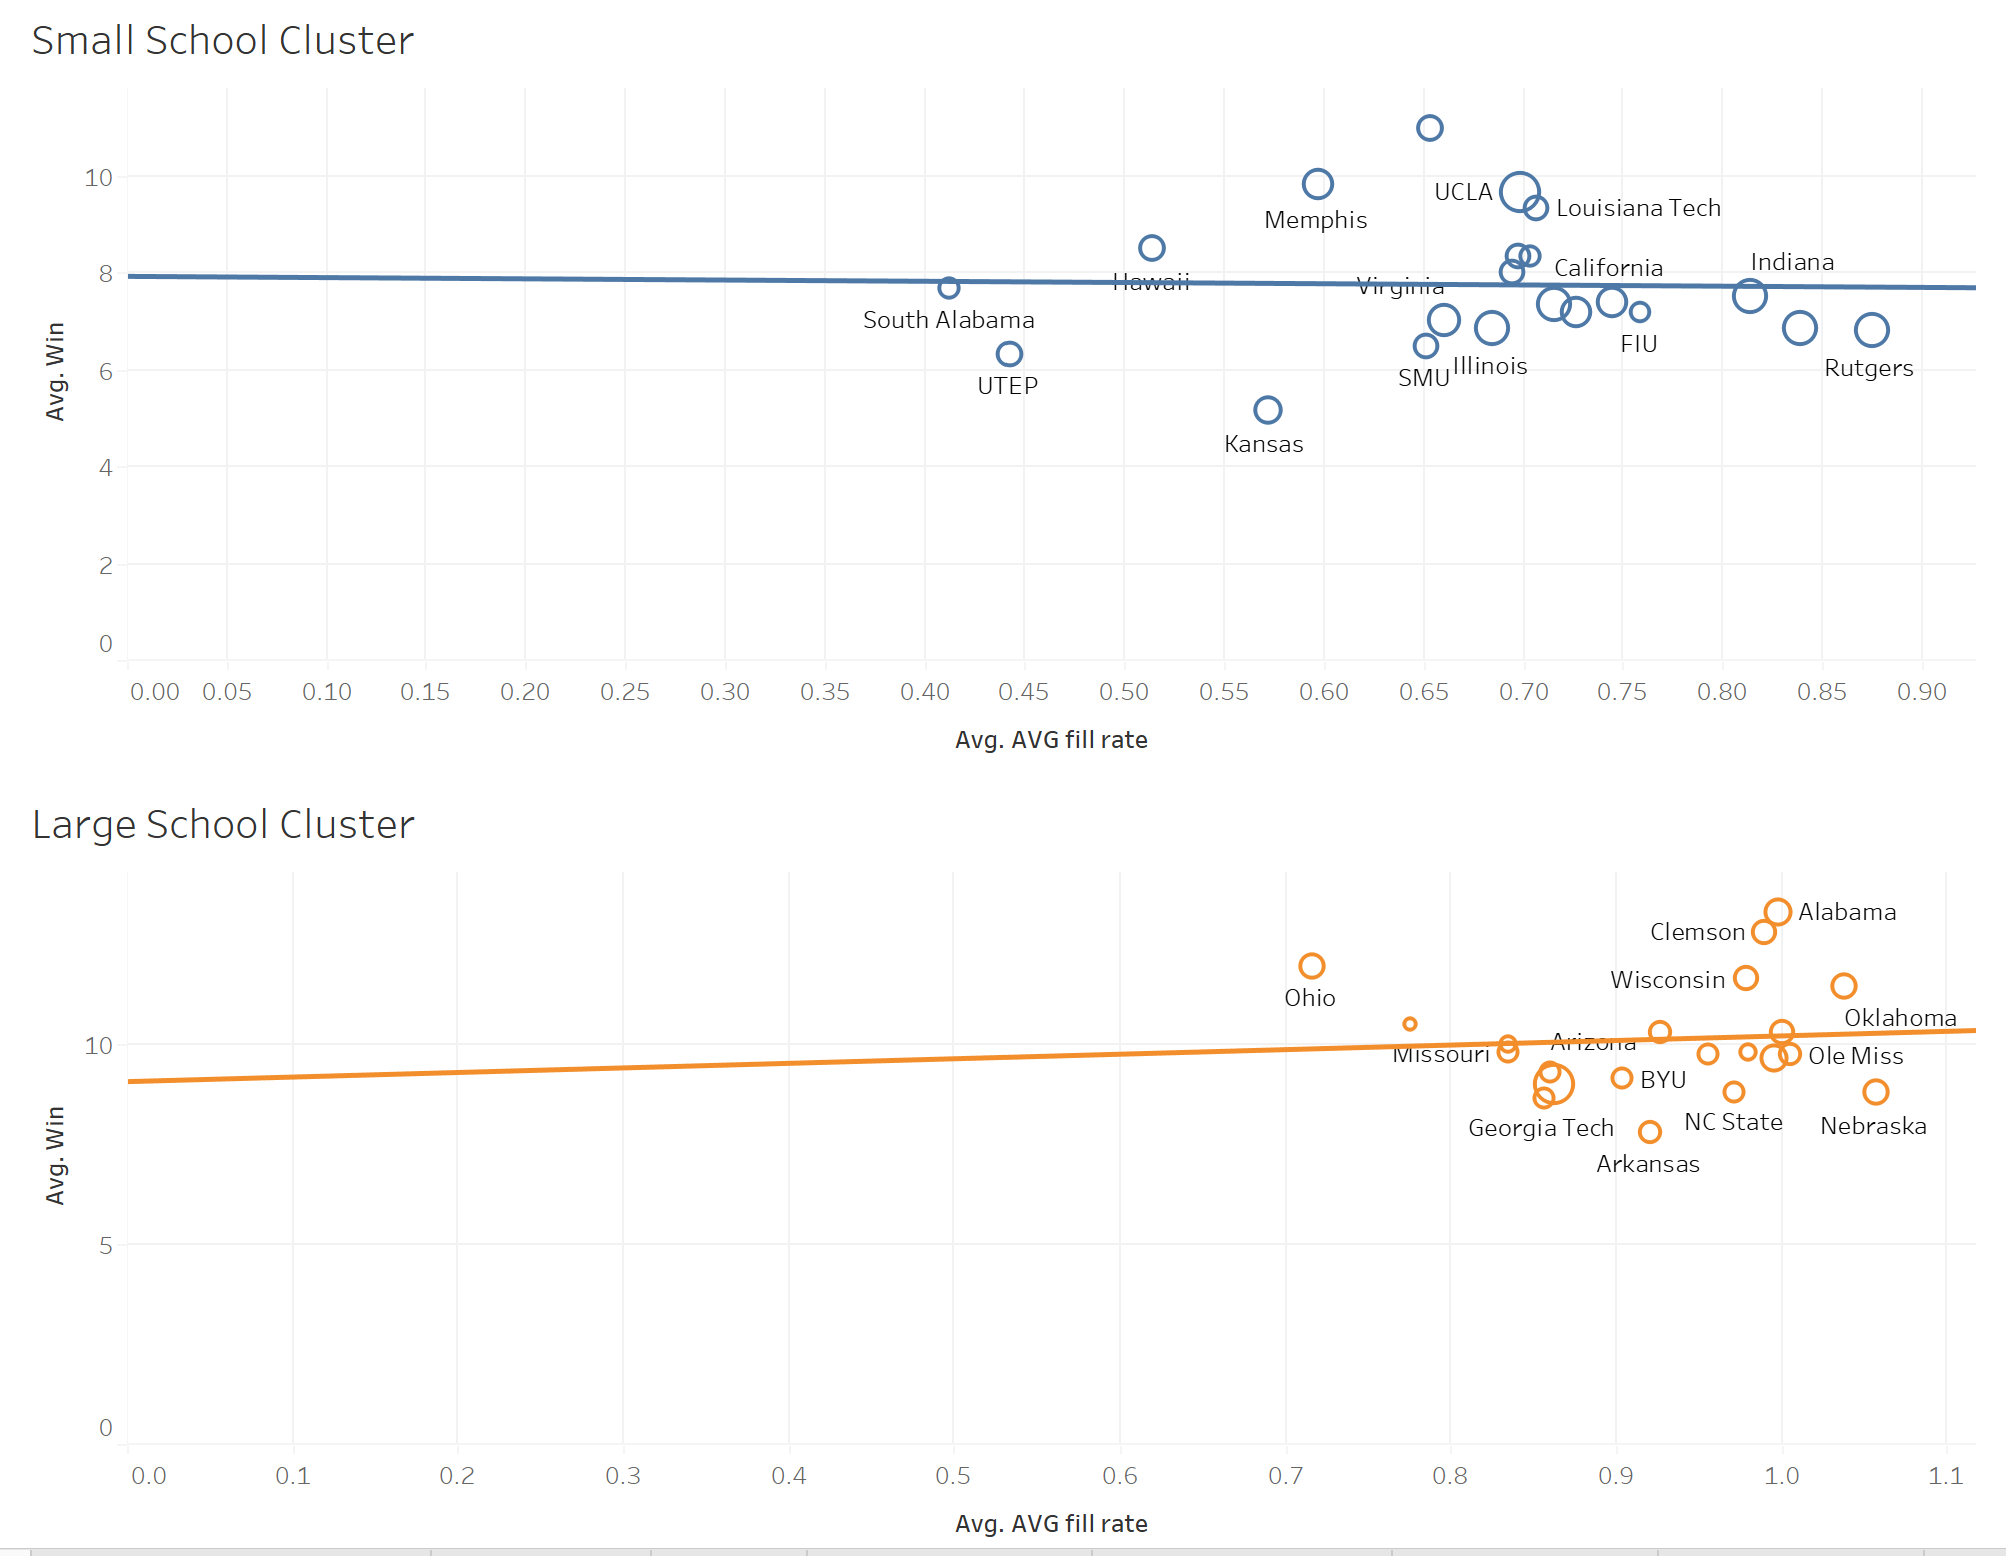 Small School Cluster
10
8
6
4
2
0
Avg. Win
Memphis
UCLA
Louisiana Tech
Hawaii
Virginia
California
Indiana
South Alabama
UTEP
SMU
Illinois
FIU
Rutgers
Kansas
0.00 0.05 0.10 0.15 0.20 0.25 0.30 0.35 0.40 0.45 0.50 0.55 0.60 0.65 0.70 0.75 0.80 0.85 0.90
Avg. AVG fill rate
Large School Cluster
10
5
0
Avg. Win
Alabama
Clemson
Wisconsin
Ohio
Oklahoma
Missouri
Arizona
Ole Miss
BYU
Georgia Tech
NC State
Nebraska
Arkansas
0.0 0.1 0.2 0.3 0.4 0.5 0.6 0.7 0.8 0.9 1.0 1.1
Avg. AVG fill rate